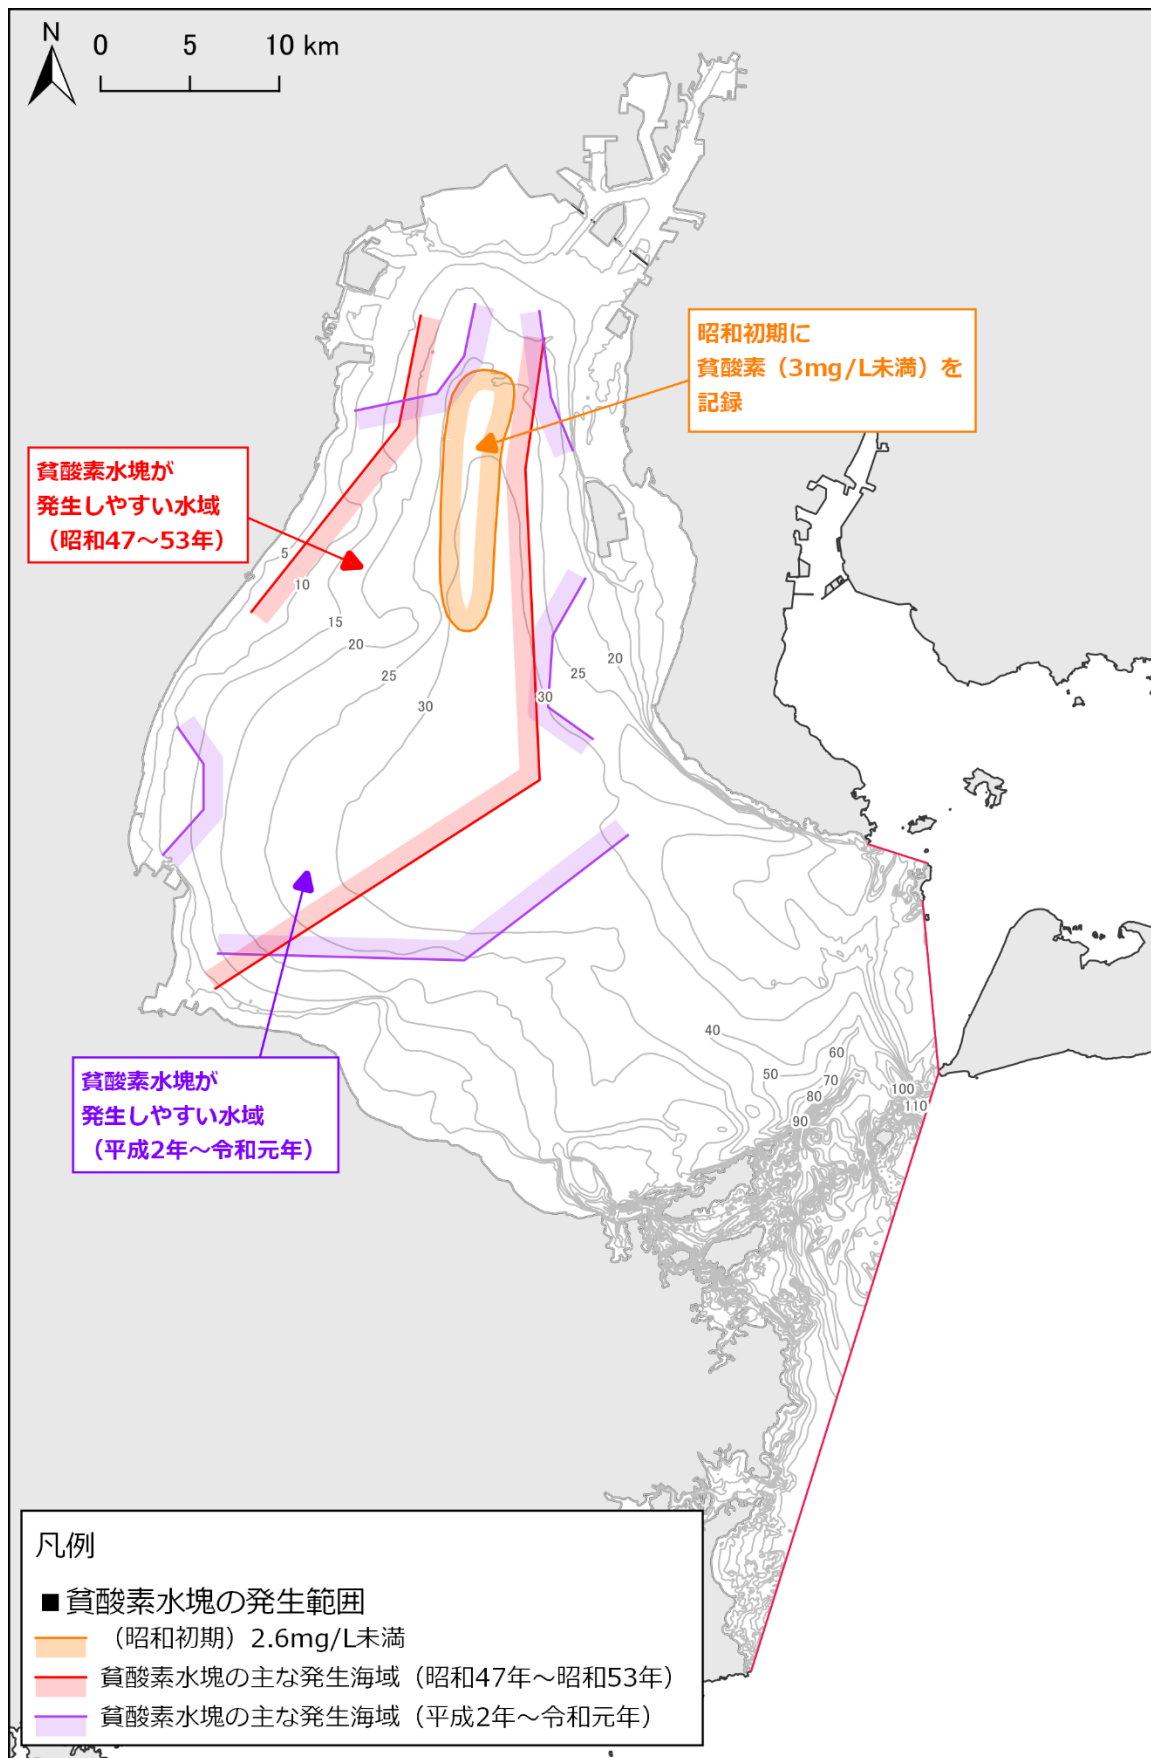 N
0 5 10 km
昭和初期に
貧酸素（3mg/L未満）を
記録
貧酸素水塊が
発生しやすい水域
（昭和47～53年）
5
10
15
20
25
30
20
25
30
40
50
60
70
80
90
100
110
貧酸素水塊が
発生しやすい水域
（平成2年～令和元年）
凡例
■貧酸素水塊の発生範囲
（昭和初期）2.6mg/L未満
貧酸素水塊の主な発生海域（昭和47年～昭和53年）
貧酸素水塊の主な発生海域（平成2年～令和元年）